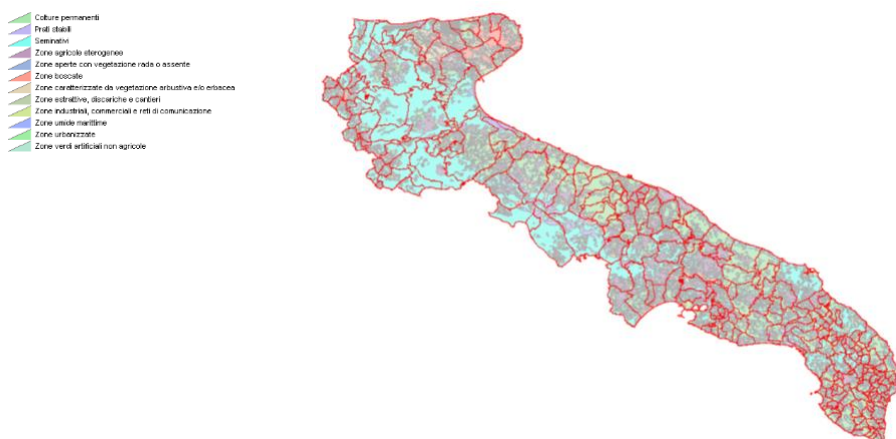 Colture permanenti
Prati stabili
Seminativi
Zone agricole eterogenee
Zone aperte con vegetazione rada o assente
Zone boscate
Zone caratterizzate da vegetazione arbustiva e/o erbacea
Zone estrattive, discariche e cantieri
Zone industriali, commerciali e reti di comunicazione
Zone umide marittime
Zone urbanizzate
Zone verdi artificiali non agricole